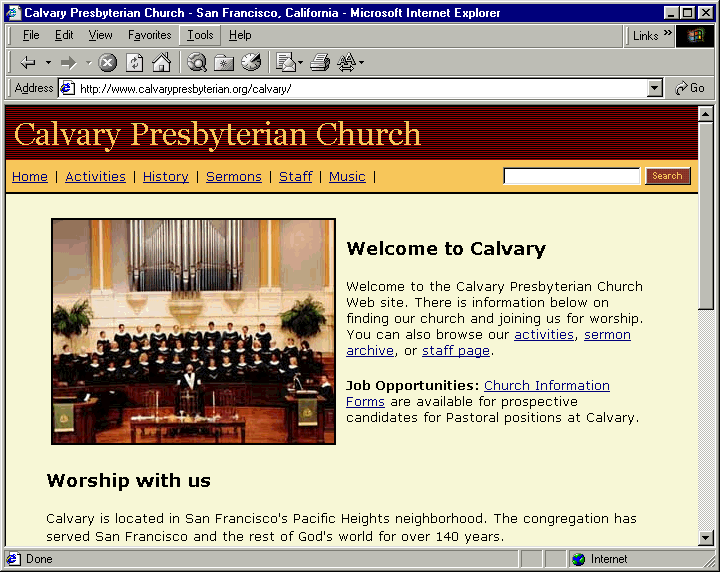 Calvary Presbyterian Church - San Francisco, California - Microsoft Internet Explorer
File Edit View Favorites Tools Help Links »
Address http://www.calvarypresbyterian.org/calvary/ Go
Calvary Presbyterian Church
Home | Activities | History | Sermons | Staff | Music | Search
Welcome to Calvary
Welcome to the Calvary Presbyterian Church
Web site. There is information below on
finding our church and joining us for worship.
You can also browse our activities, sermon
archive, or staff page.
Job Opportunities: Church Information
Forms are available for prospective
candidates for Pastoral positions at Calvary.
Worship with us
Calvary is located in San Francisco's Pacific Heights neighborhood. The congregation has
served San Francisco and the rest of God's world for over 140 years.
Done Internet